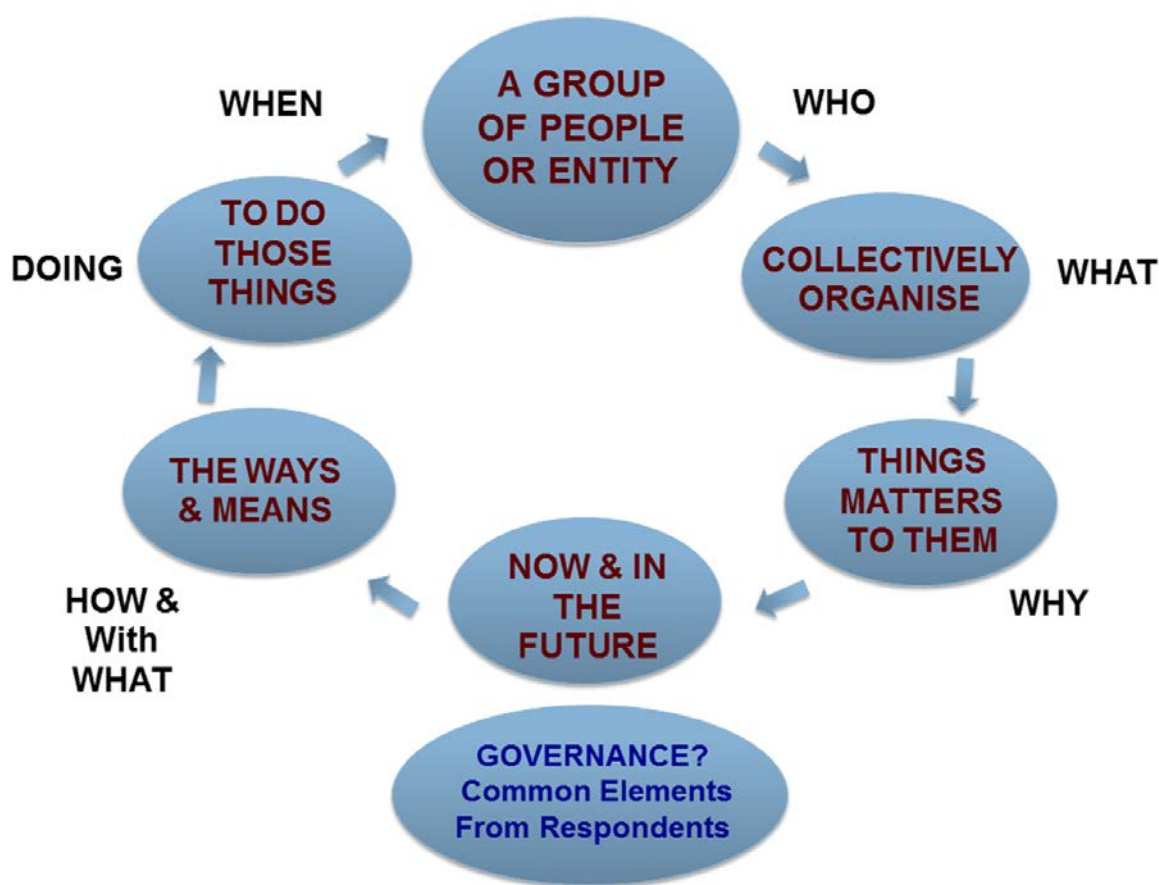 A GROUP
OF PEOPLE
OR ENTITY
WHO
COLLECTIVELY
ORGANISE
WHAT
THINGS
MATTERS
TO THEM
WHY
NOW & IN
THE
FUTURE
THE WAYS
& MEANS
HOW &
With
WHAT
TO DO
THOSE
THINGS
DOING
WHEN
GOVERNANCE?
Common Elements
From Respondents